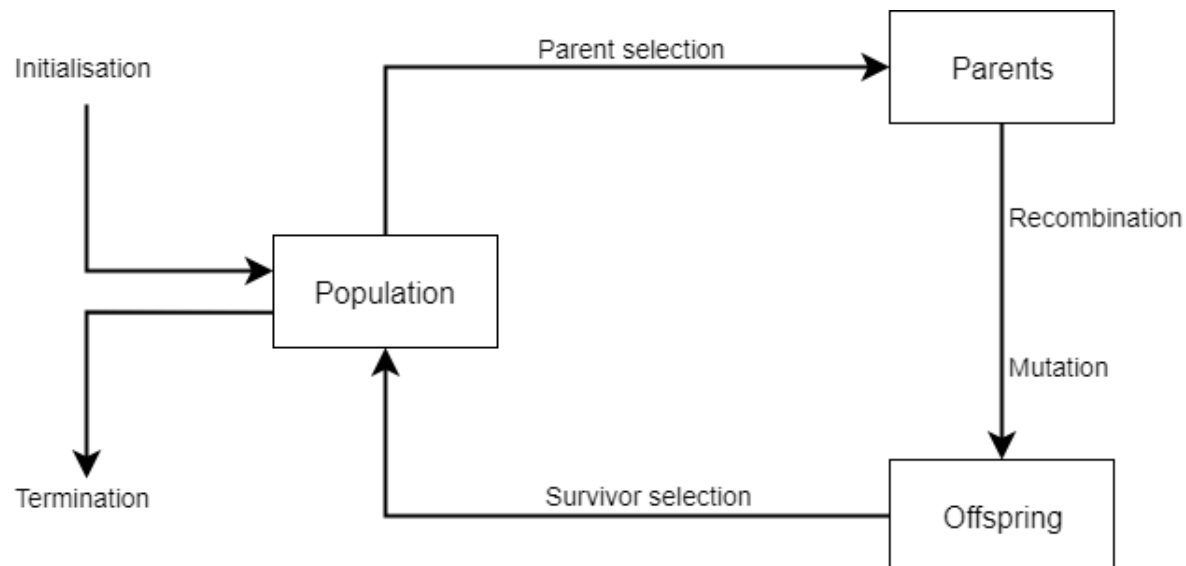 Parent selection
Initialisation
Parents
Recombination
Population
Mutation
Termination
Survivor selection
Offspring